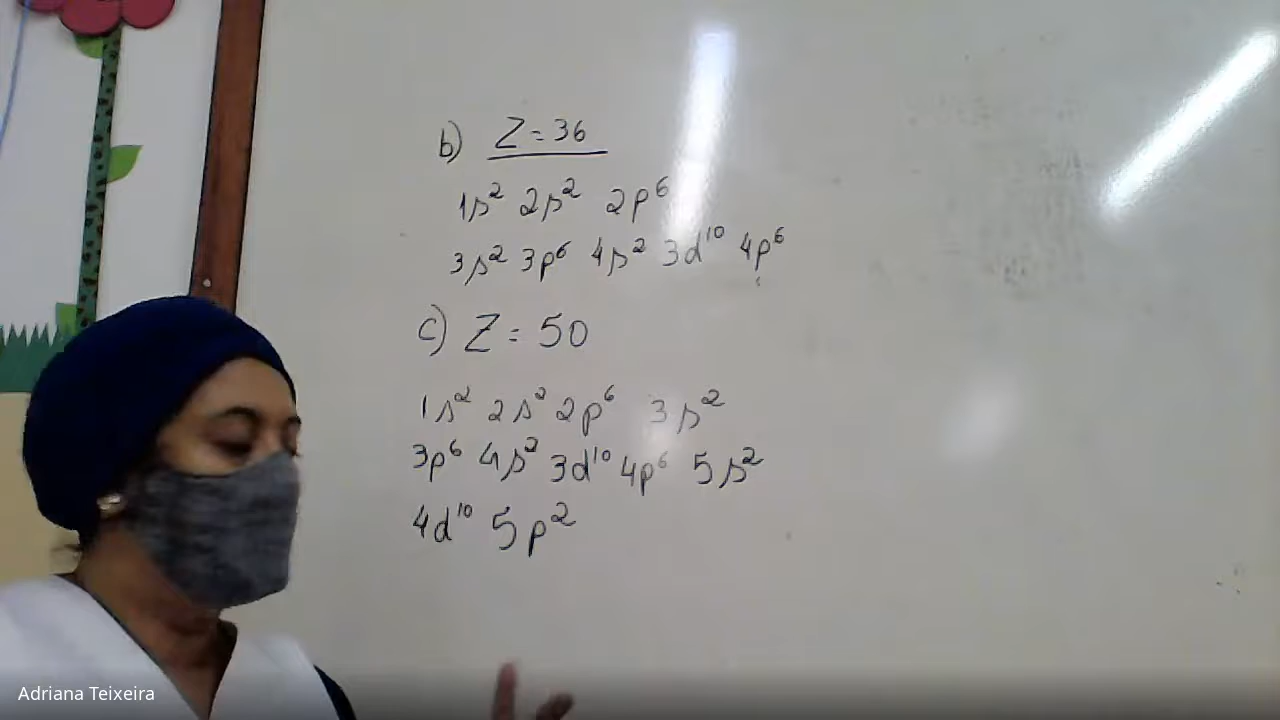 b) Z = 36
1s² 2s² 2p⁶
3s² 3p⁶ 4s² 3d¹⁰ 4p⁶
c) Z = 50
1s² 2s² 2p⁶ 3s²
3p⁶ 4s² 3d¹⁰ 4p⁶ 5s²
4d¹⁰ 5p²
Adriana Teixeira